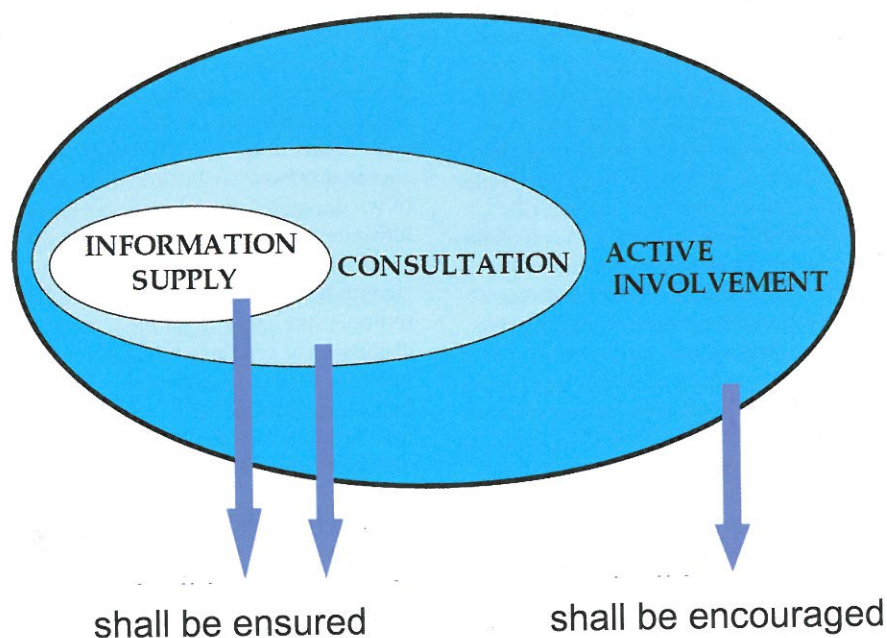 INFORMATION
SUPPLY
CONSULTATION
ACTIVE
INVOLVEMENT
shall be ensured
shall be encouraged